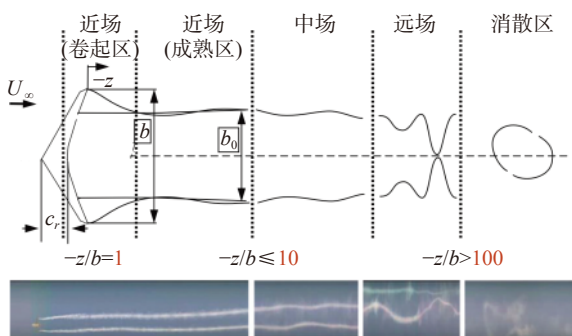 近场 近场 中场 远场 消散区
(卷起区) (成熟区)
−z
U∞
b b₀
cᵣ
−z/b=1 −z/b≤10 −z/b>100